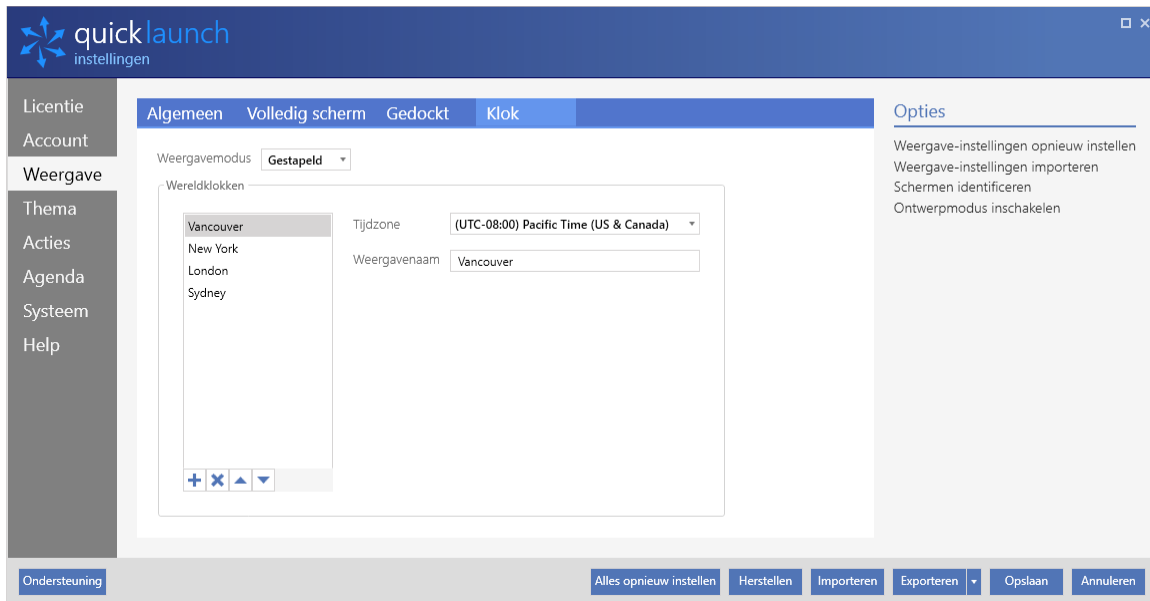 quicklaunch
instellingen
Licentie
Account
Weergave
Thema
Acties
Agenda
Systeem
Help
Algemeen Volledig scherm Gedockt Klok
Weergavemodus Gestapeld
Wereldklokken
Vancouver
New York
London
Sydney
Tijdzone (UTC-08:00) Pacific Time (US & Canada)
Weergavenaam Vancouver
Opties
Weergave-instellingen opnieuw instellen
Weergave-instellingen importeren
Schermen identificeren
Ontwerpmodus inschakelen
Ondersteuning Alles opnieuw instellen Herstellen Importeren Exporteren Opslaan Annuleren